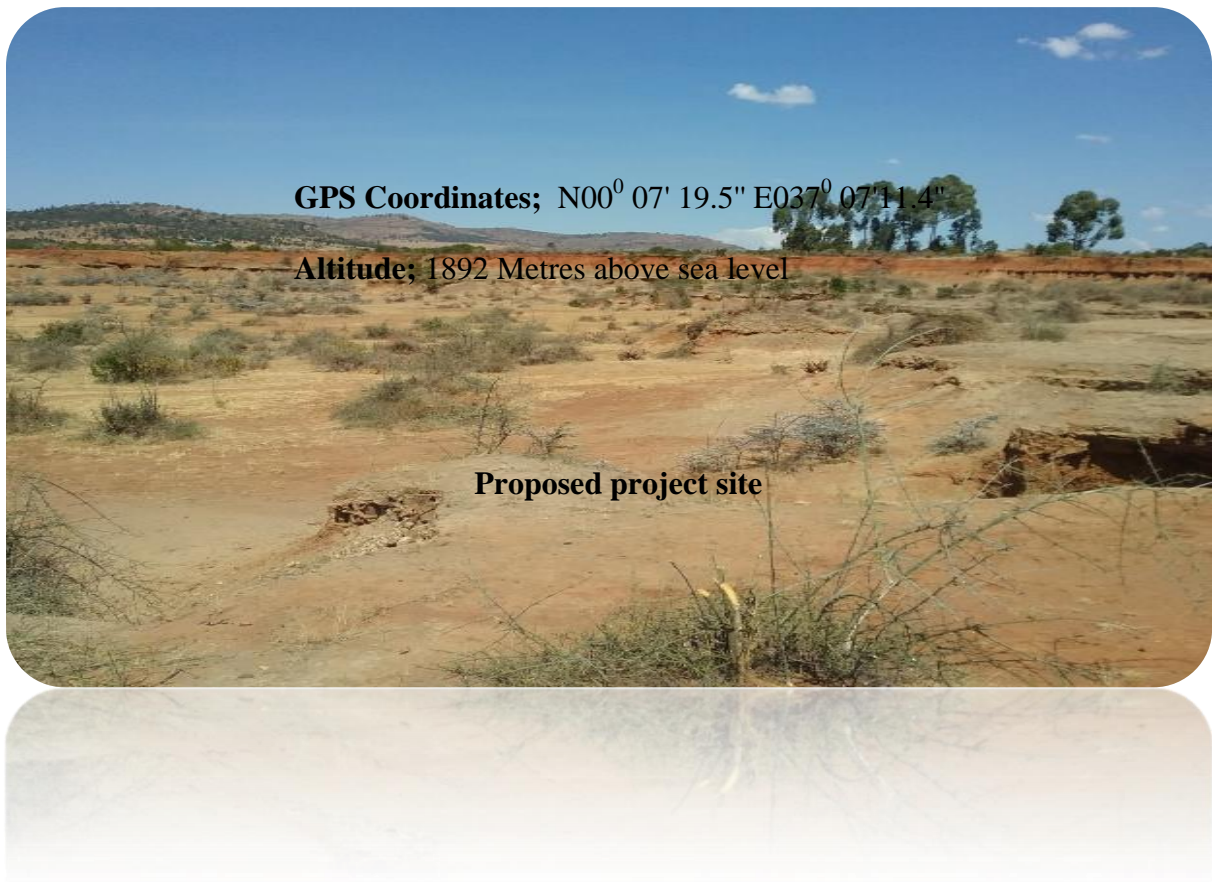 GPS Coordinates; N00⁰ 07' 19.5" E037⁰ 07'11.4"
Altitude; 1892 Metres above sea level
Proposed project site